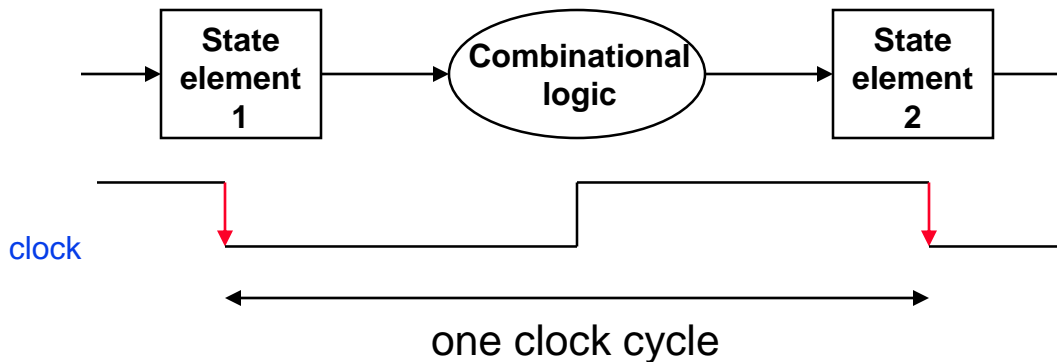 State
element
1
Combinational
logic
State
element
2
clock
one clock cycle